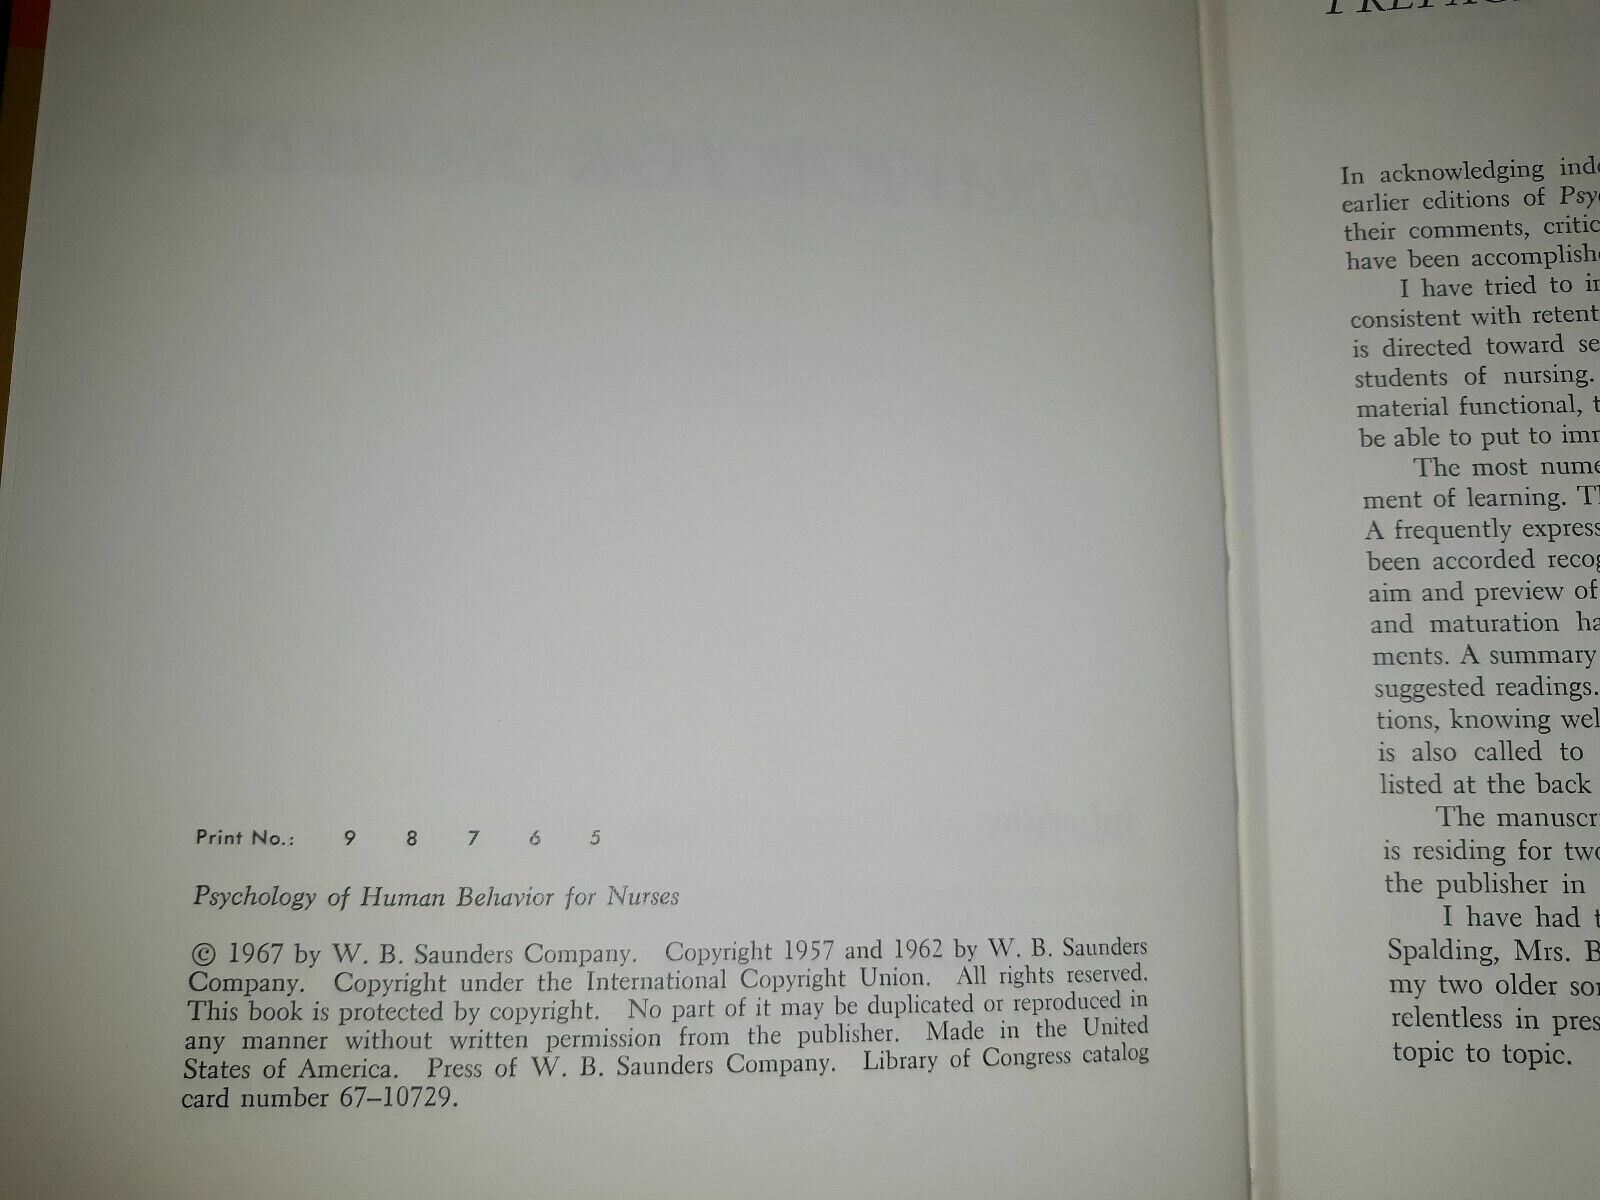 Print No.: 9 8 7 6 5
Psychology of Human Behavior for Nurses
© 1967 by W. B. Saunders Company. Copyright 1957 and 1962 by W. B. Saunders
Company. Copyright under the International Copyright Union. All rights reserved.
This book is protected by copyright. No part of it may be duplicated or reproduced in
any manner without written permission from the publisher. Made in the United
States of America. Press of W. B. Saunders Company. Library of Congress catalog
card number 67–10729.
In acknowledging
earlier editions of
their comments,
have been
I have tried to
consistent with
is directed toward
students of nursing.
material functional,
be able to put to
The most
ment of learning.
A frequently
been accorded
aim and preview of
and maturation
ments. A summary
suggested readings.
tions, knowing
is also called to
listed at the back
The
is residing for
the publisher in
I have had
Spalding, Mrs.
my two older
relentless in
topic to topic.